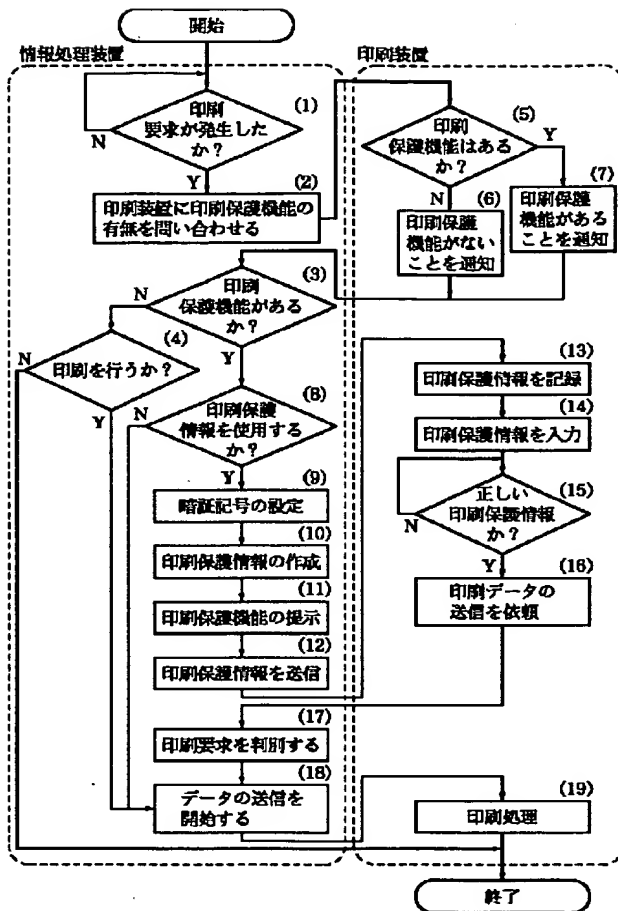 開始
情報処理装置
印刷装置
(1)
印刷
要求が発生した
か?
N
Y
(2)
印刷装置に印刷保護機能の
有無を問い合わせる
(5)
印刷
保護機能はあるか?
Y
N
(6)
印刷保護
機能がない
ことを通知
(7)
印刷保護
機能がある
ことを通知
(3)
印刷
保護機能がある
か?
N
Y
(4)
印刷を行うか?
N
Y
(8)
印刷保護
情報を使用する
か?
N
Y
(9)
暗証記号の設定
(10)
印刷保護情報の作成
(11)
印刷保護機能の提示
(12)
印刷保護情報を送信
(13)
印刷保護情報を記録
(14)
印刷保護情報を入力
(15)
正しい
印刷保護情報
か?
N
Y
(16)
印刷データの
送信を依頼
(17)
印刷要求を判別する
(18)
データの送信を
開始する
(19)
印刷処理
終了